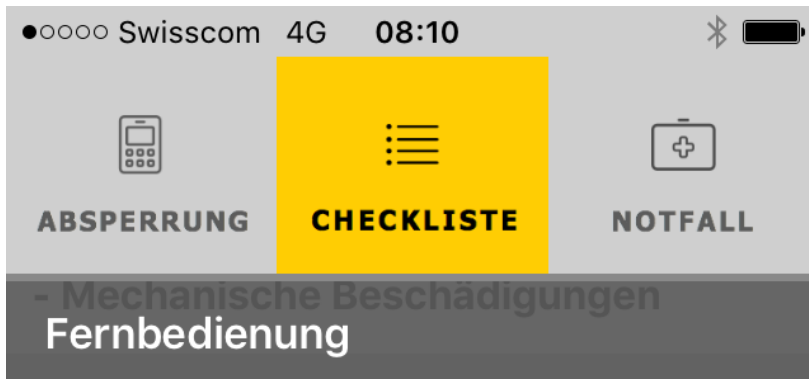 Swisscom 4G 08:10
ABSPERRUNG CHECKLISTE NOTFALL
- Mechanische Beschädigungen
Fernbedienung